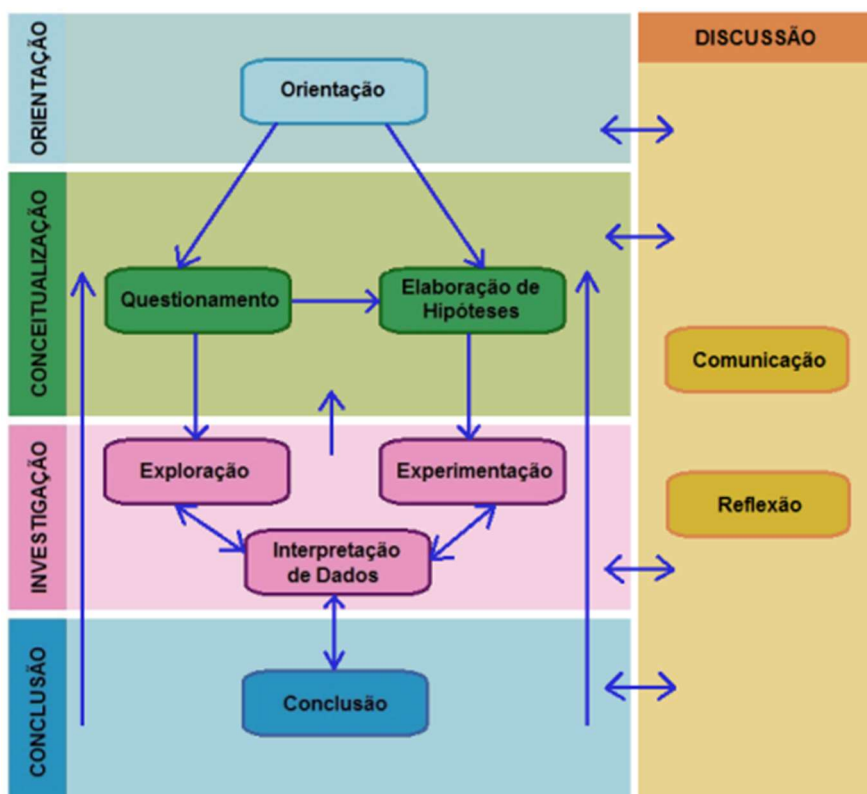 ORIENTAÇÃO
Orientação
CONCEITUALIZAÇÃO
Questionamento
Elaboração de
Hipóteses
INVESTIGAÇÃO
Exploração
Experimentação
Interpretação
de Dados
CONCLUSÃO
Conclusão
DISCUSSÃO
Comunicação
Reflexão